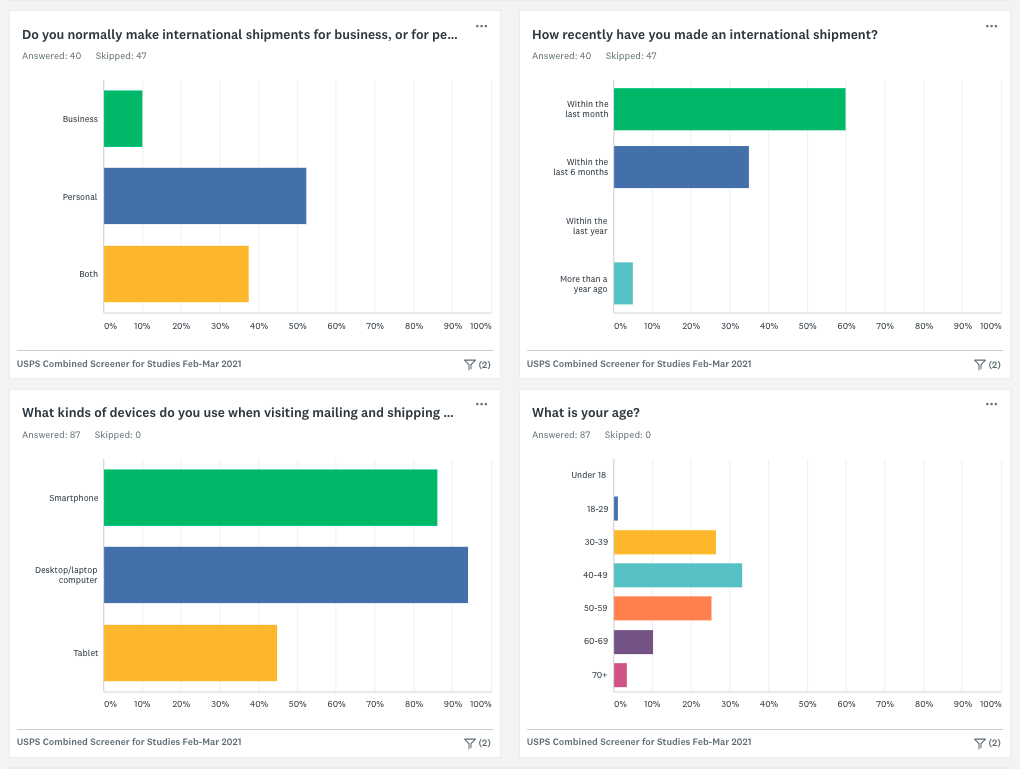 Do you normally make international shipments for business, or for pe...
Answered: 40 Skipped: 47
Business
Personal
Both
0% 10% 20% 30% 40% 50% 60% 70% 80% 90% 100%
USPS Combined Screener for Studies Feb-Mar 2021
(2)
How recently have you made an international shipment?
Answered: 40 Skipped: 47
Within the
last month
Within the
last 6 months
Within the
last year
More than a
year ago
0% 10% 20% 30% 40% 50% 60% 70% 80% 90% 100%
USPS Combined Screener for Studies Feb-Mar 2021
(2)
What kinds of devices do you use when visiting mailing and shipping ...
Answered: 87 Skipped: 0
Smartphone
Desktop/laptop
computer
Tablet
0% 10% 20% 30% 40% 50% 60% 70% 80% 90% 100%
USPS Combined Screener for Studies Feb-Mar 2021
(2)
What is your age?
Answered: 87 Skipped: 0
Under 18
18-29
30-39
40-49
50-59
60-69
70+
0% 10% 20% 30% 40% 50% 60% 70% 80% 90% 100%
USPS Combined Screener for Studies Feb-Mar 2021
(2)